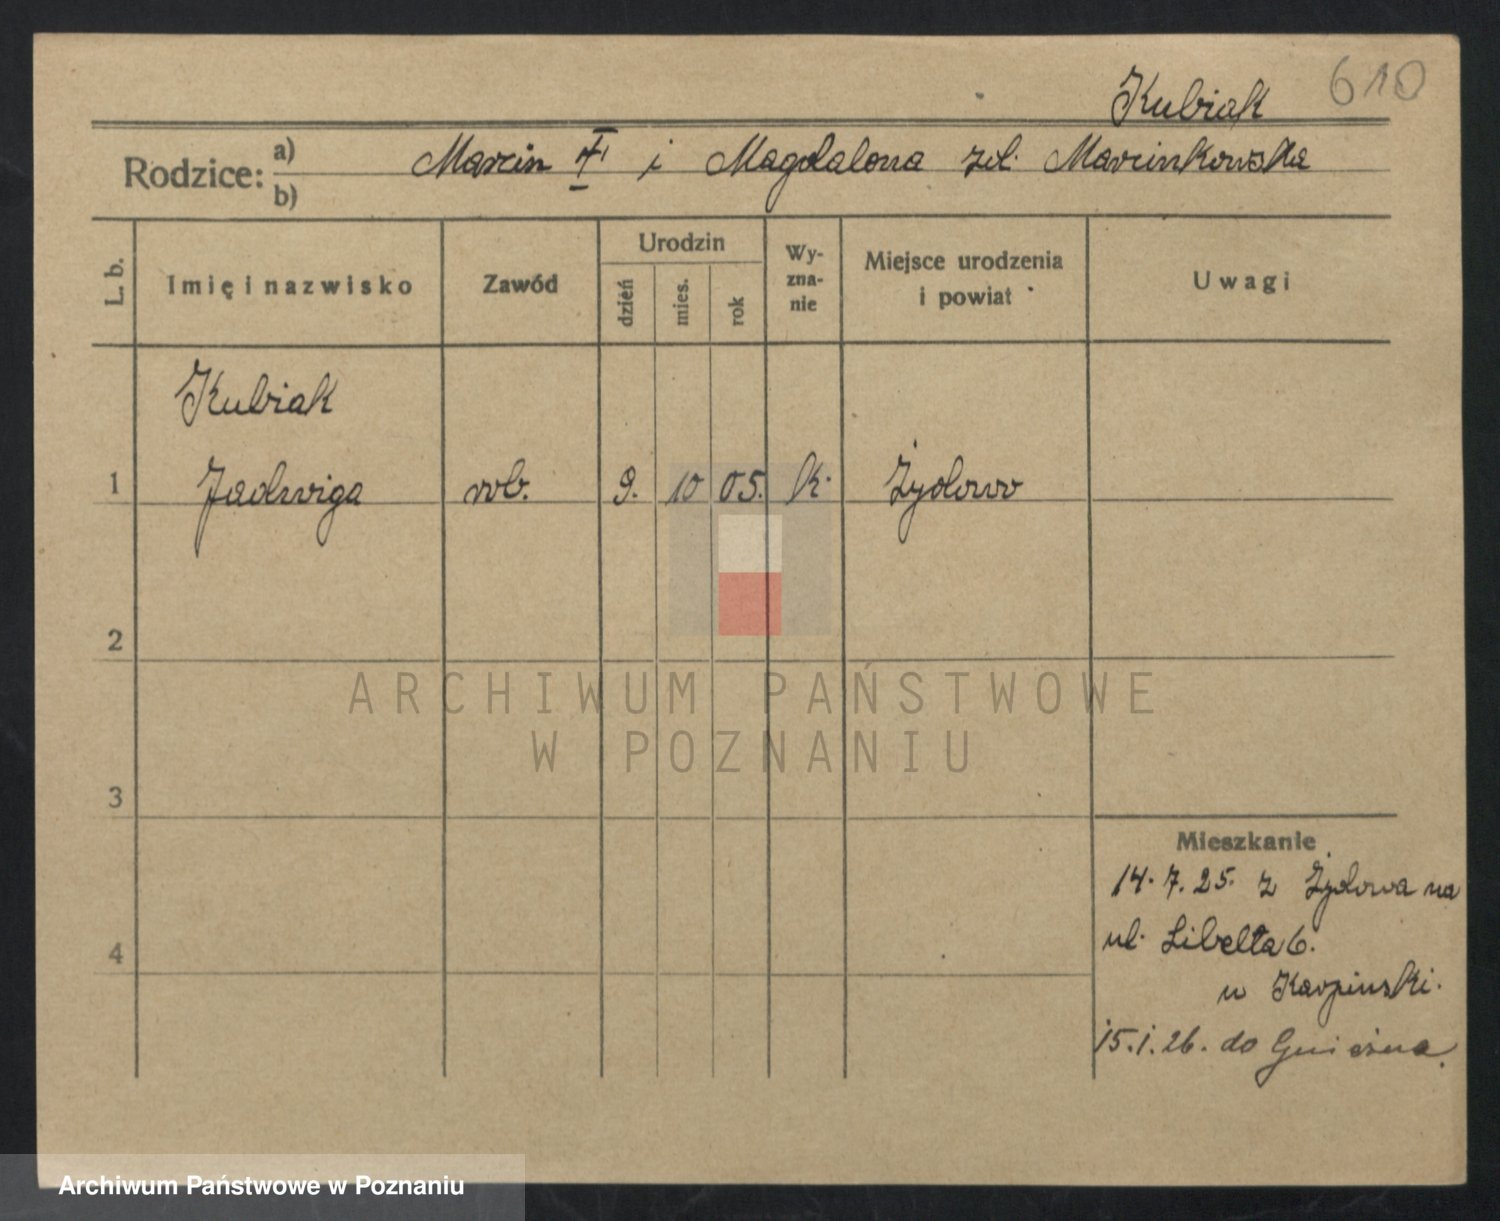 Kubiak 610
Rodzice: a) b) Marcin i Magdalena zd. Marcinkowska
L. b. Imię i nazwisko Zawód Urodzin dzień mies. rok Wy-zna-nie Miejsce urodzenia i powiat Uwagi
Kubiak
1 Jadwiga rob. 9. 10 05. k. Żydowo
2
ARCHIWUM PAŃSTWOWE
W POZNANIU
3
Mieszkanie
14.7.25. z Żydowa na
4 ul. Libelta 6.
u Karpinski.
15.1.26. do Gniezna.
Archiwum Państwowe w Poznaniu